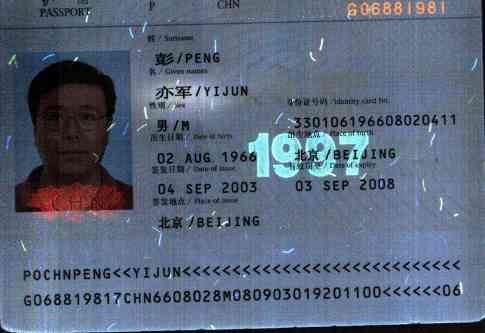 PASSPORT P CHN G06881981
姓 / Surname
彭/PENG
名 / Given names
亦军/YIJUN
性别 / Sex 身份证号码 / Identity card No.
男/M 330106196608020411
出生日期 / Date of birth 出生地点 / Place of birth
02 AUG 1966 北京/BEIJING
签发日期 / Date of issue 有效期至 / Date of expiry
04 SEP 2003 03 SEP 2008
签发地点 / Place of issue
北京/BEIJING
CHN
POCHNPENG<<YIJUN<<<<<<<<<<<<<<<<<<<<<<<<<<<<
G068819817CHN6608028M080903019201100<<<<<<06